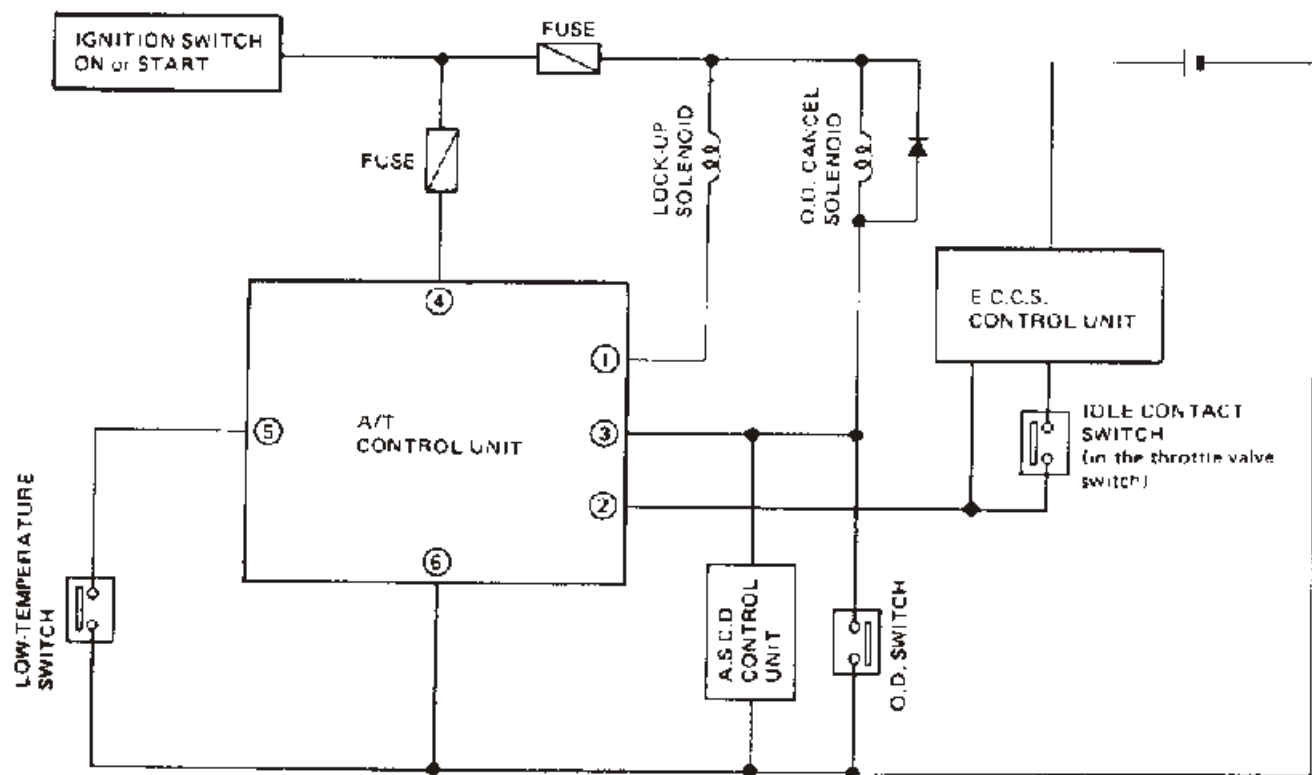 IGNITION SWITCH
ON or START
FUSE
FUSE
LOCK-UP
SOLENOID
O.D. CANCEL
SOLENOID
E.C.C.S.
CONTROL UNIT
4
1
5
A/T
CONTROL UNIT
3
2
6
IDLE CONTACT
SWITCH
(in the throttle valve
switch)
LOW-TEMPERATURE
SWITCH
A.S.C.D
CONTROL
UNIT
O.D. SWITCH